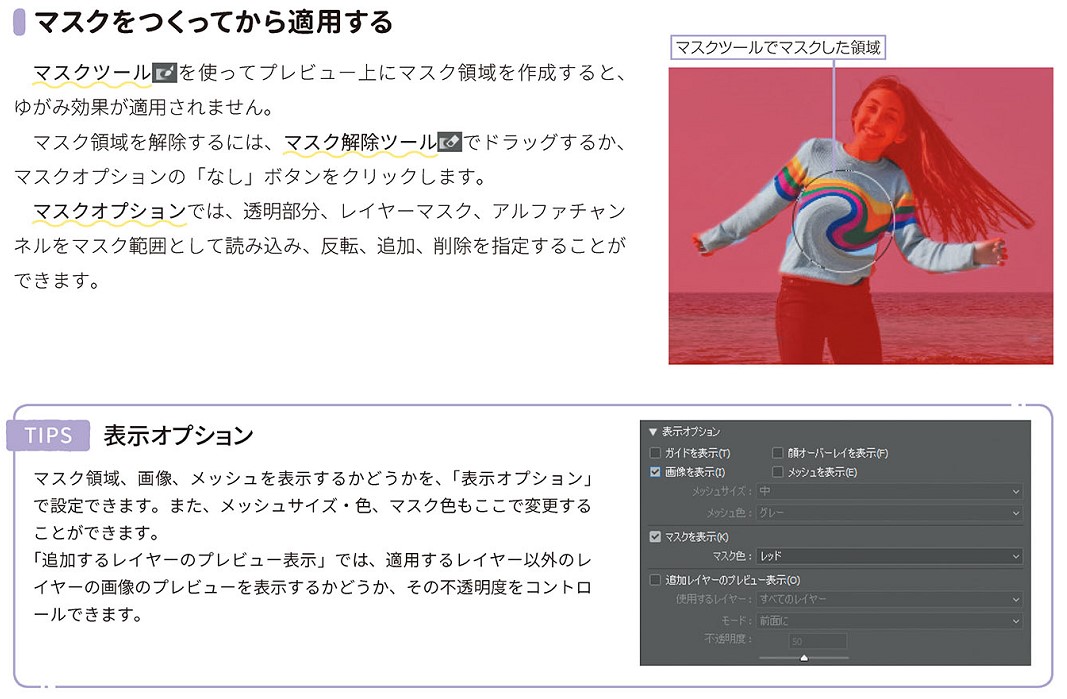 マスクをつくってから適用する
マスクツールを使ってプレビュー上にマスク領域を作成すると、
ゆがみ効果が適用されません。
マスク領域を解除するには、マスク解除ツールでドラッグするか、
マスクオプションの「なし」ボタンをクリックします。
マスクオプションでは、透明部分、レイヤーマスク、アルファチャン
ネルをマスク範囲として読み込み、反転、追加、削除を指定することが
できます。
マスクツールでマスクした領域
TIPS 表示オプション
マスク領域、画像、メッシュを表示するかどうかを、「表示オプション」
で設定できます。また、メッシュサイズ・色、マスク色もここで変更する
ことができます。
「追加するレイヤーのプレビュー表示」では、適用するレイヤー以外のレ
イヤーの画像のプレビューを表示するかどうか、その不透明度をコントロ
ールできます。
▼ 表示オプション
ガイドを表示(T) 顔オーバーレイを表示(F)
画像を表示(I) メッシュを表示(E)
メッシュサイズ： 中
メッシュ色： グレー
マスクを表示(K)
マスク色： レッド
追加レイヤーのプレビュー表示(O)
使用するレイヤー： すべてのレイヤー
モード： 前面に
不透明度： 50